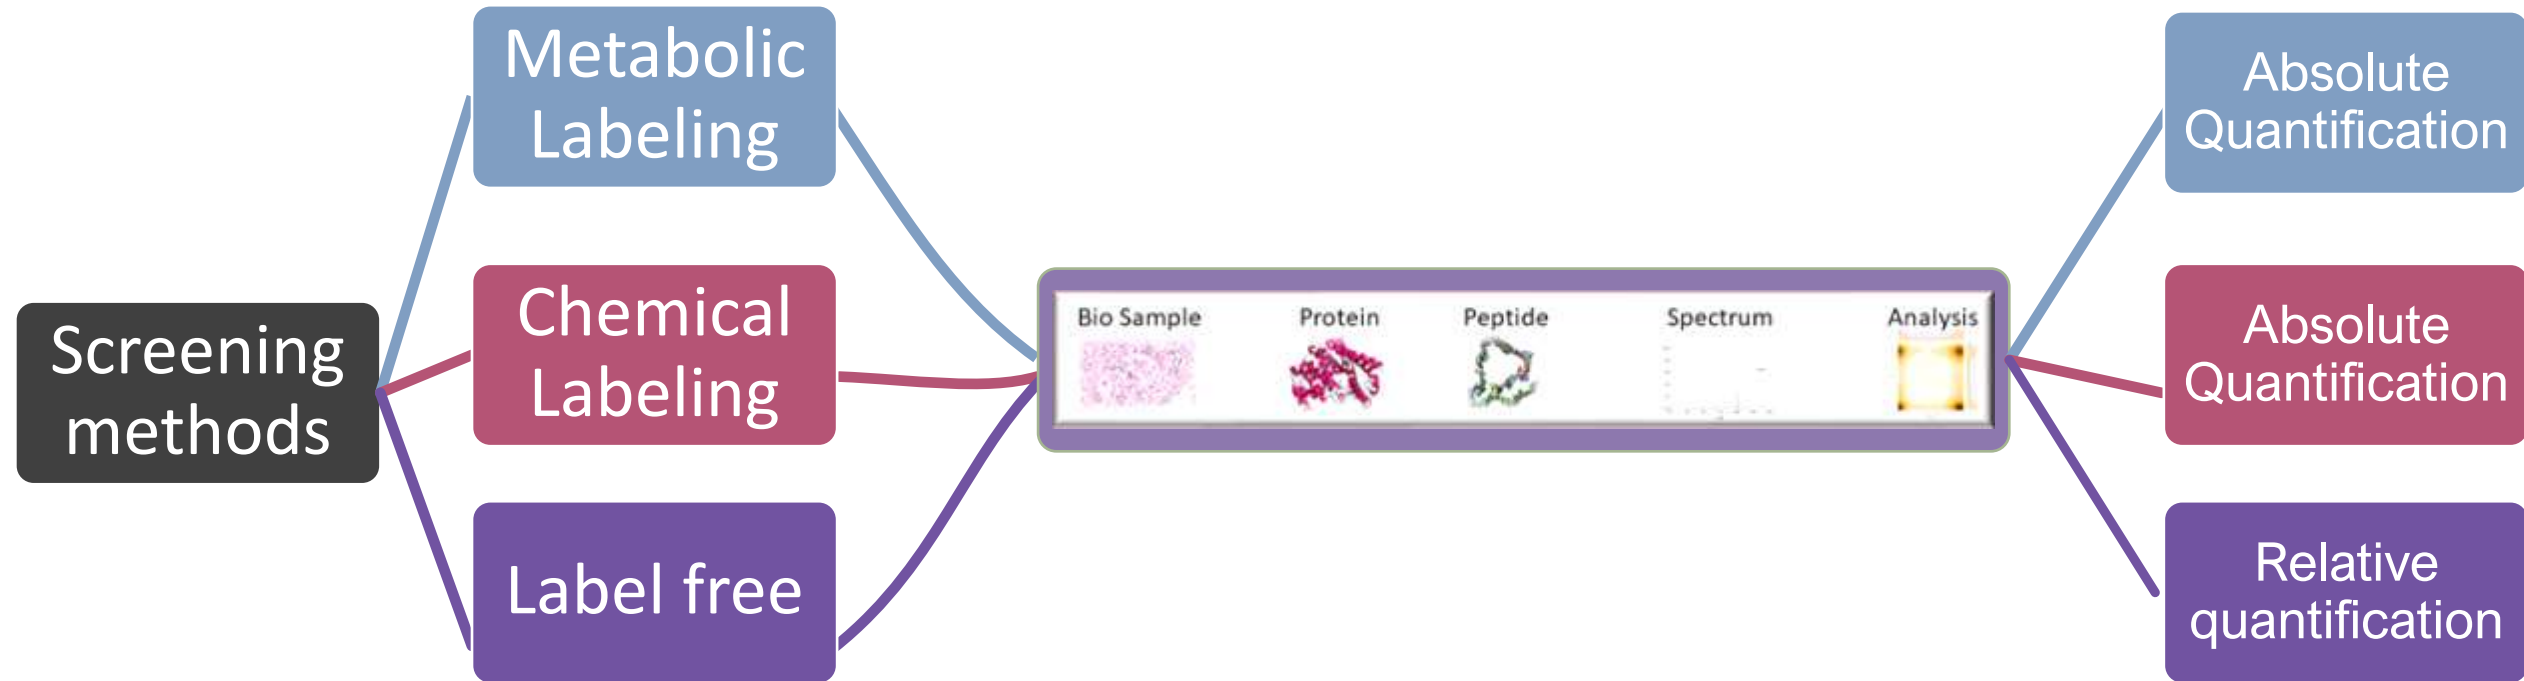 Screening
methods
Metabolic
Labeling
Chemical
Labeling
Label free
Bio Sample
Protein
Peptide
Spectrum
Analysis
Absolute
Quantification
Absolute
Quantification
Relative
quantification